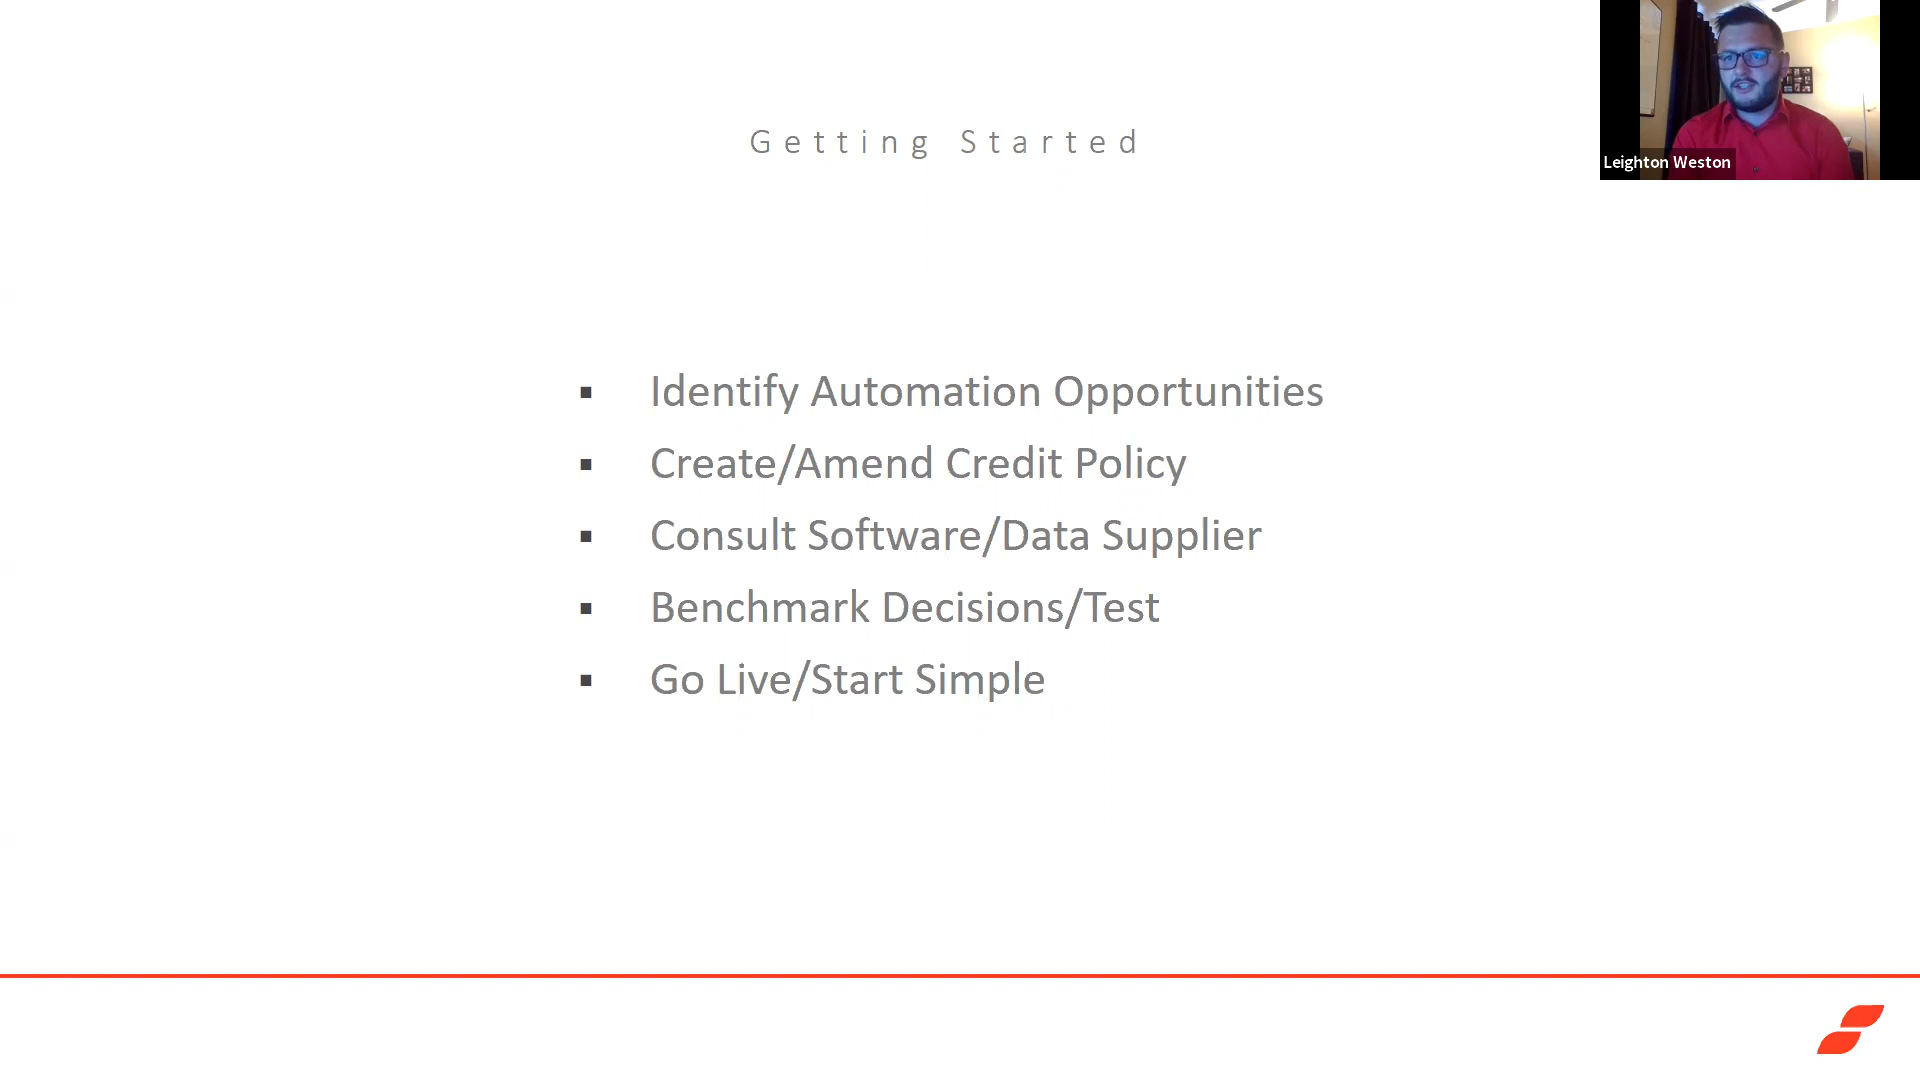 Getting Started
Leighton Weston
Identify Automation Opportunities
Create/Amend Credit Policy
Consult Software/Data Supplier
Benchmark Decisions/Test
Go Live/Start Simple